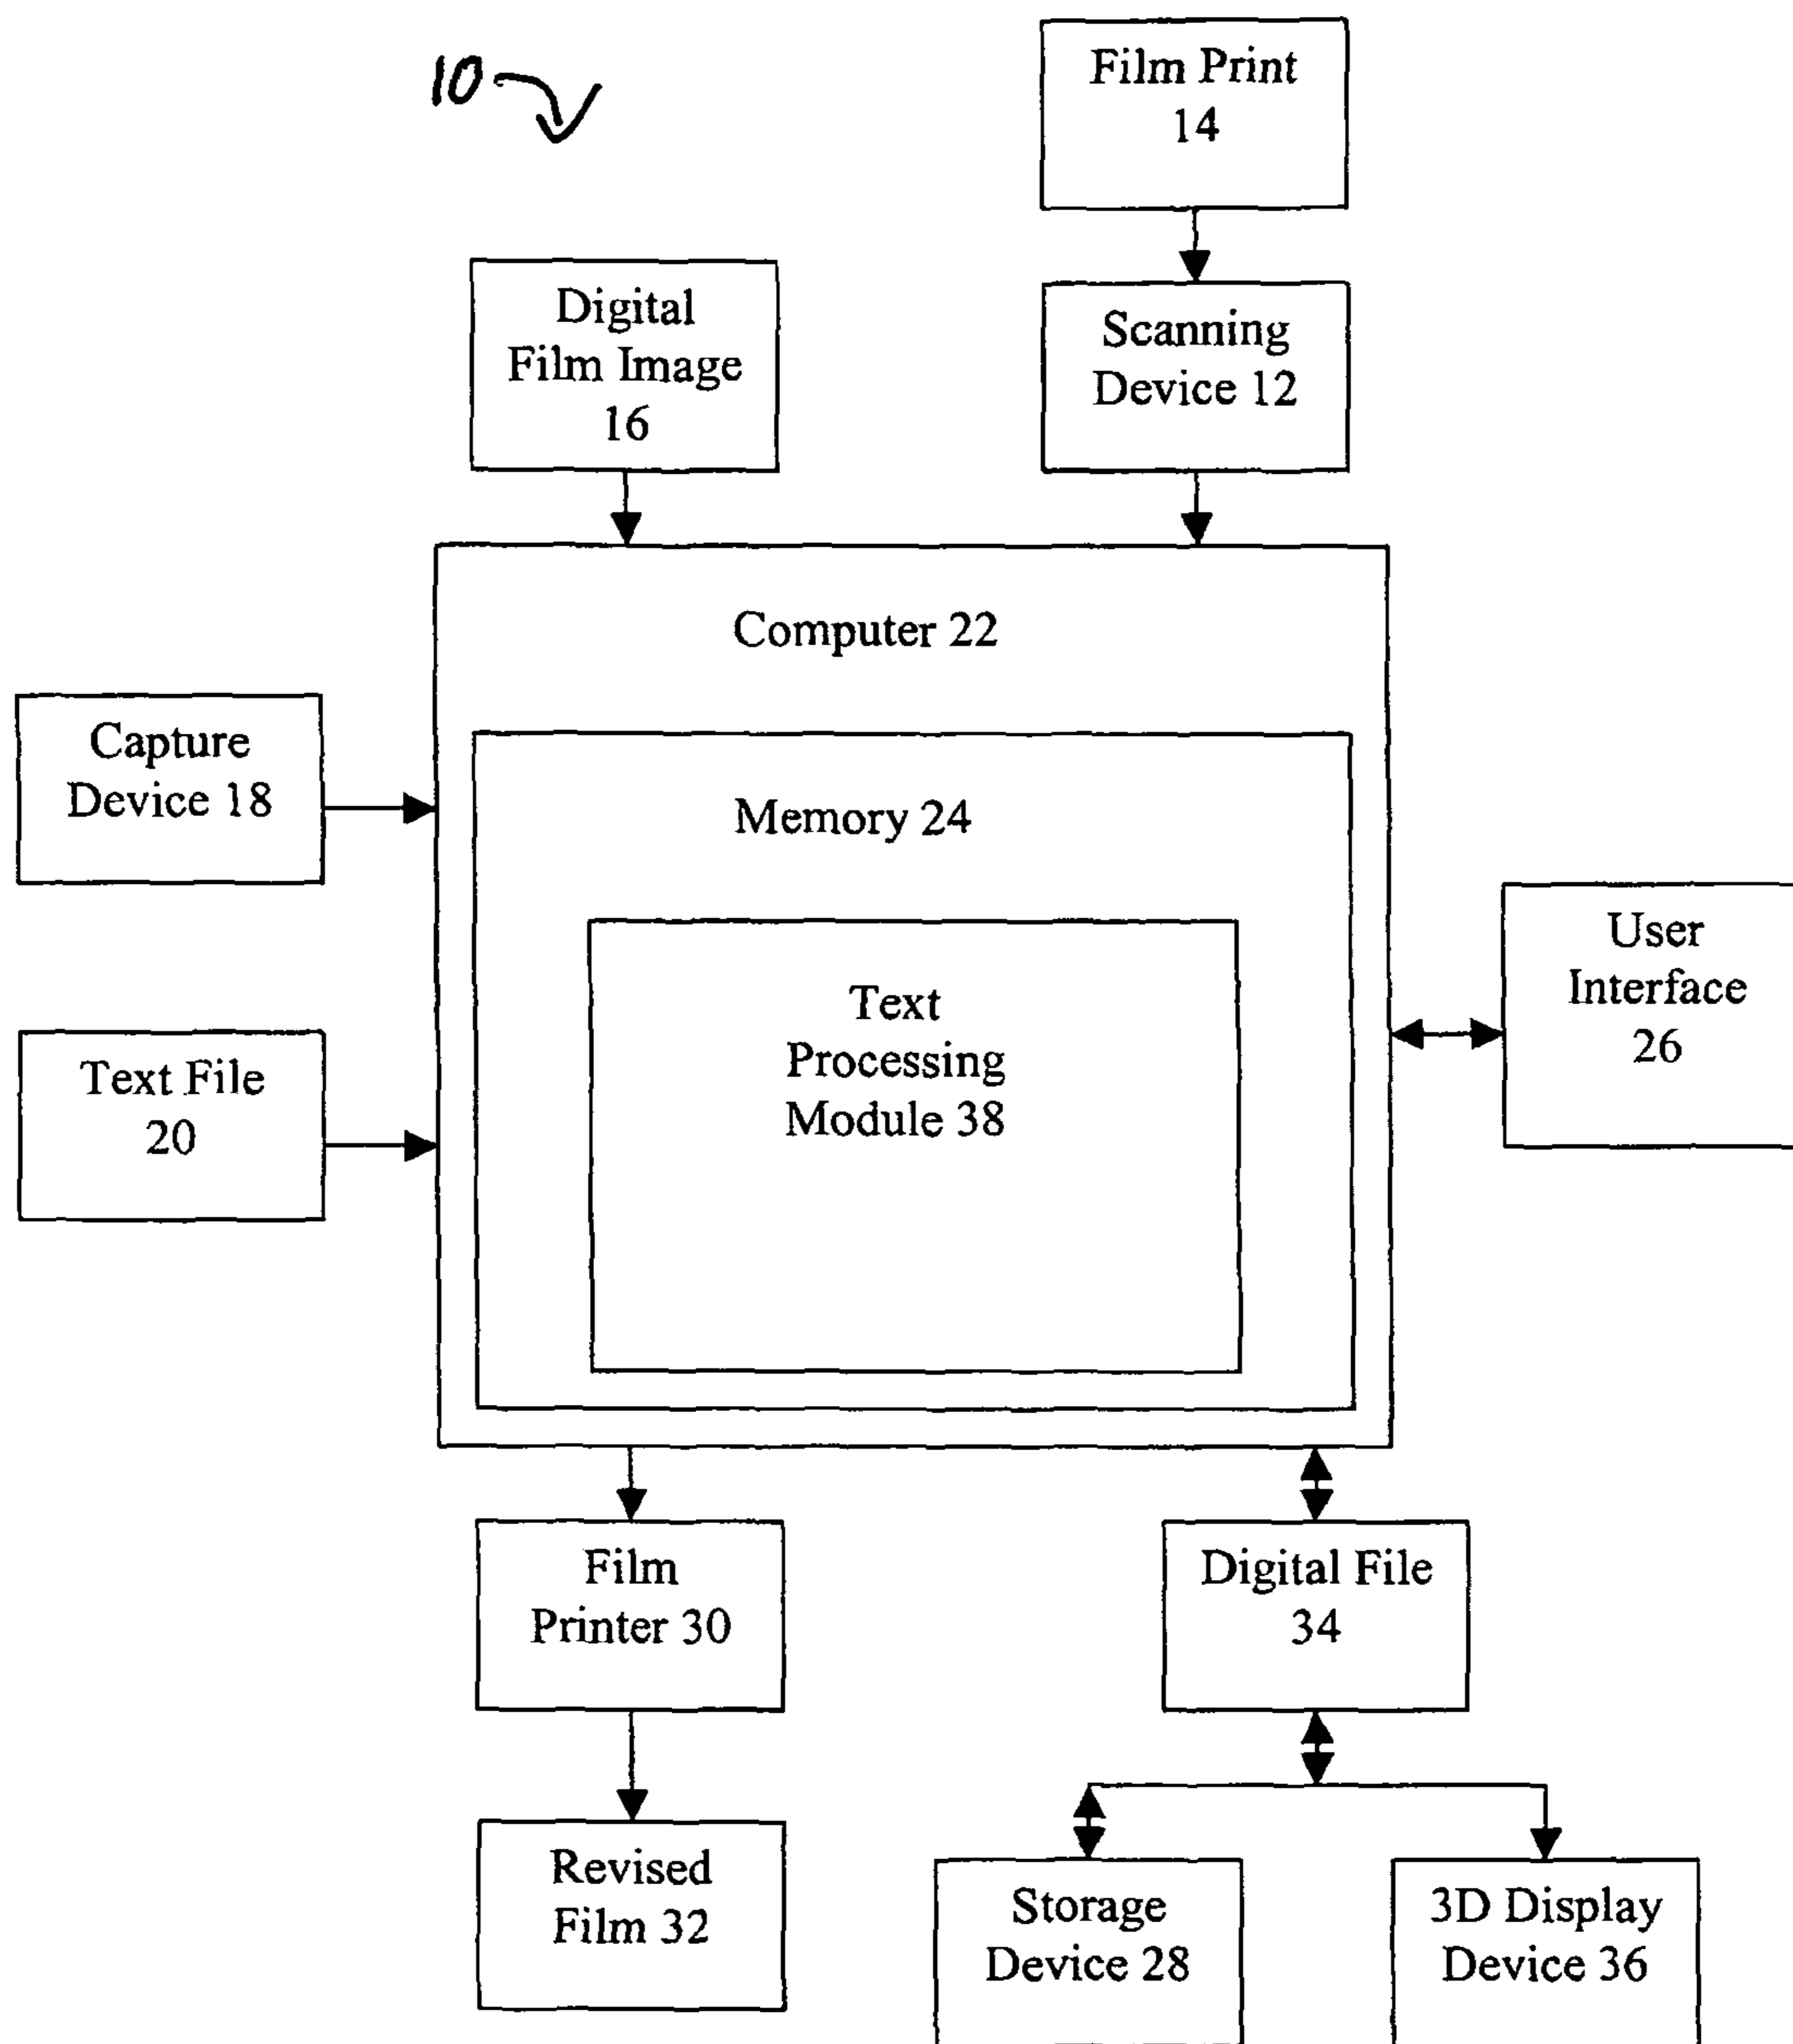 10
Film Print
14
Digital
Film Image
16
Scanning
Device 12
Computer 22
Capture
Device 18
Memory 24
User
Interface
26
Text
Processing
Module 38
Text File
20
Film
Printer 30
Digital File
34
Revised
Film 32
Storage
Device 28
3D Display
Device 36